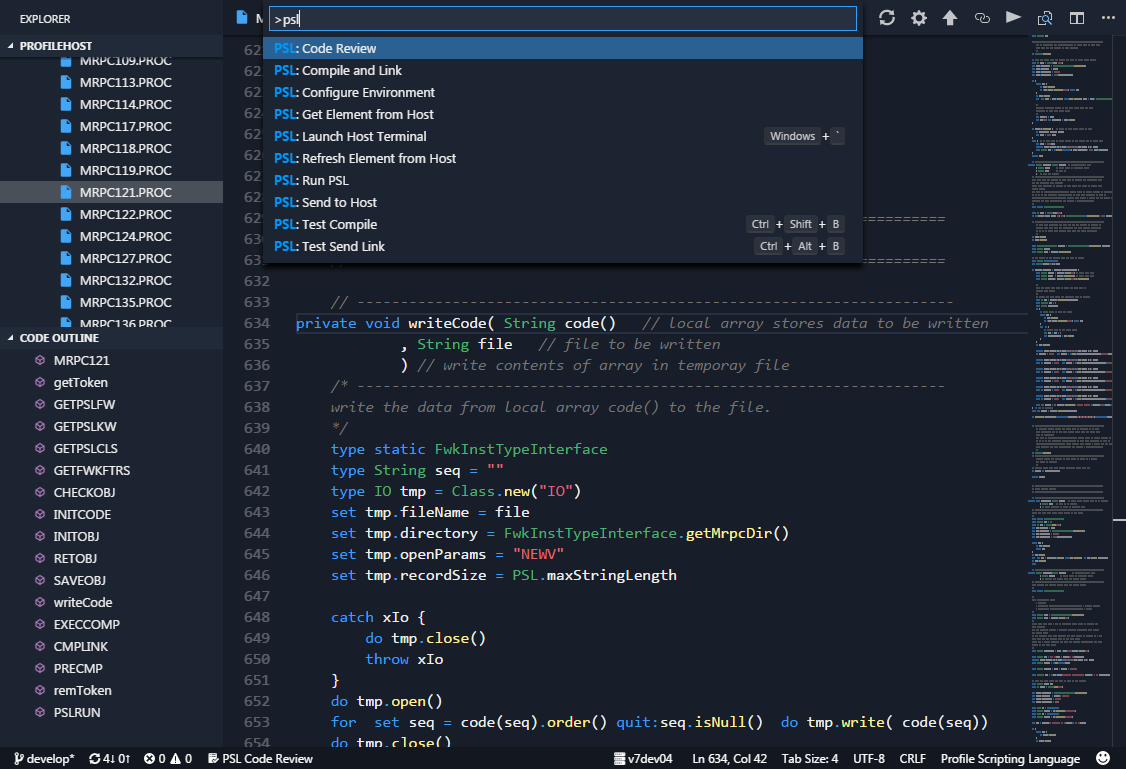 EXPLORER
PROFILEHOST
MRPC109.PROC
MRPC113.PROC
MRPC114.PROC
MRPC117.PROC
MRPC118.PROC
MRPC119.PROC
MRPC121.PROC
MRPC122.PROC
MRPC124.PROC
MRPC127.PROC
MRPC132.PROC
MRPC135.PROC
MRPC136.PROC
CODE OUTLINE
MRPC121
getToken
GETPSLFW
GETPSLKW
GETPSLCLS
GETFWKFTRS
CHECKOBJ
INITCODE
INITOBJ
RETOBJ
SAVEOBJ
writeCode
EXECCOMP
CMPLINK
PRECMP
remToken
PSLRUN
>psl
PSL: Code Review
PSL: Compile and Link
PSL: Configure Environment
PSL: Get Element from Host
PSL: Launch Host Terminal Windows + `
PSL: Refresh Element from Host
PSL: Run PSL
PSL: Send to Host
PSL: Test Compile Ctrl + Shift + B
PSL: Test Send Link Ctrl + Alt + B
632
633 // -----------------------------------------------------------------
634 private void writeCode( String code() // local array stores data to be written
635 , String file // file to be written
636 ) // write contents of array in temporay file
637 /* -----------------------------------------------------------------
638 write the data from local array code() to the file.
639 */
640 type static FwkInstTypeInterface
641 type String seq = ""
642 type IO tmp = Class.new("IO")
643 set tmp.fileName = file
644 set tmp.directory = FwkInstTypeInterface.getMrpcDir()
645 set tmp.openParams = "NEWV"
646 set tmp.recordSize = PSL.maxStringLength
647
648 catch xIo {
649 do tmp.close()
650 throw xIo
651 }
652 do tmp.open()
653 for set seq = code(seq).order() quit:seq.isNull() do tmp.write( code(seq))
654 do tmp.close()
develop* 4↓ 0↑ 0 0 PSL Code Review v7dev04 Ln 634, Col 42 Tab Size: 4 UTF-8 CRLF Profile Scripting Language